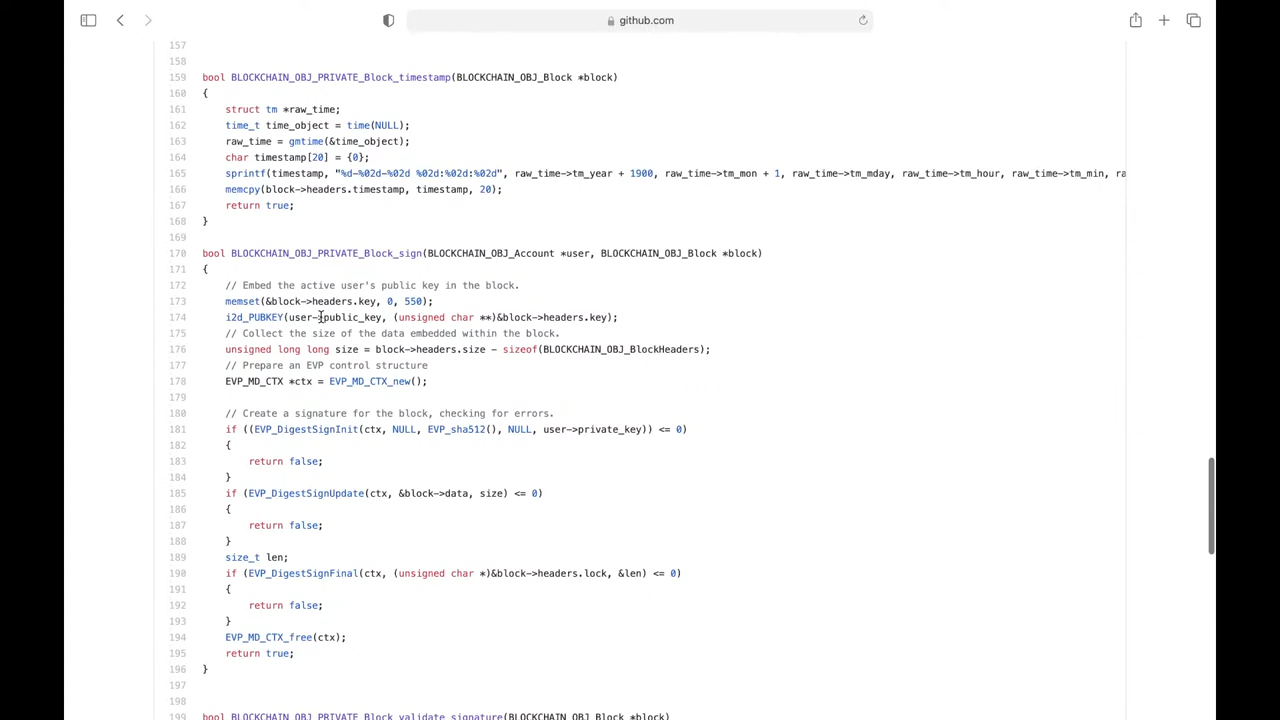 github.com
157
158
159 bool BLOCKCHAIN_OBJ_PRIVATE_Block_timestamp(BLOCKCHAIN_OBJ_Block *block)
160 {
161 struct tm *raw_time;
162 time_t time_object = time(NULL);
163 raw_time = gmtime(&time_object);
164 char timestamp[20] = {0};
165 sprintf(timestamp, "%d-%02d-%02d %02d:%02d:%02d", raw_time->tm_year + 1900, raw_time->tm_mon + 1, raw_time->tm_mday, raw_time->tm_hour, raw_time->tm_min, ra
166 memcpy(block->headers.timestamp, timestamp, 20);
167 return true;
168 }
169
170 bool BLOCKCHAIN_OBJ_PRIVATE_Block_sign(BLOCKCHAIN_OBJ_Account *user, BLOCKCHAIN_OBJ_Block *block)
171 {
172 // Embed the active user's public key in the block.
173 memset(&block->headers.key, 0, 550);
174 i2d_PUBKEY(user->public_key, (unsigned char **)&block->headers.key);
175 // Collect the size of the data embedded within the block.
176 unsigned long long size = block->headers.size - sizeof(BLOCKCHAIN_OBJ_BlockHeaders);
177 // Prepare an EVP control structure
178 EVP_MD_CTX *ctx = EVP_MD_CTX_new();
179
180 // Create a signature for the block, checking for errors.
181 if ((EVP_DigestSignInit(ctx, NULL, EVP_sha512(), NULL, user->private_key)) <= 0)
182 {
183 return false;
184 }
185 if (EVP_DigestSignUpdate(ctx, &block->data, size) <= 0)
186 {
187 return false;
188 }
189 size_t len;
190 if (EVP_DigestSignFinal(ctx, (unsigned char *)&block->headers.lock, &len) <= 0)
191 {
192 return false;
193 }
194 EVP_MD_CTX_free(ctx);
195 return true;
196 }
197
198
199 bool BLOCKCHAIN_OBJ_PRIVATE_Block_validate_signature(BLOCKCHAIN_OBJ_Block *block)